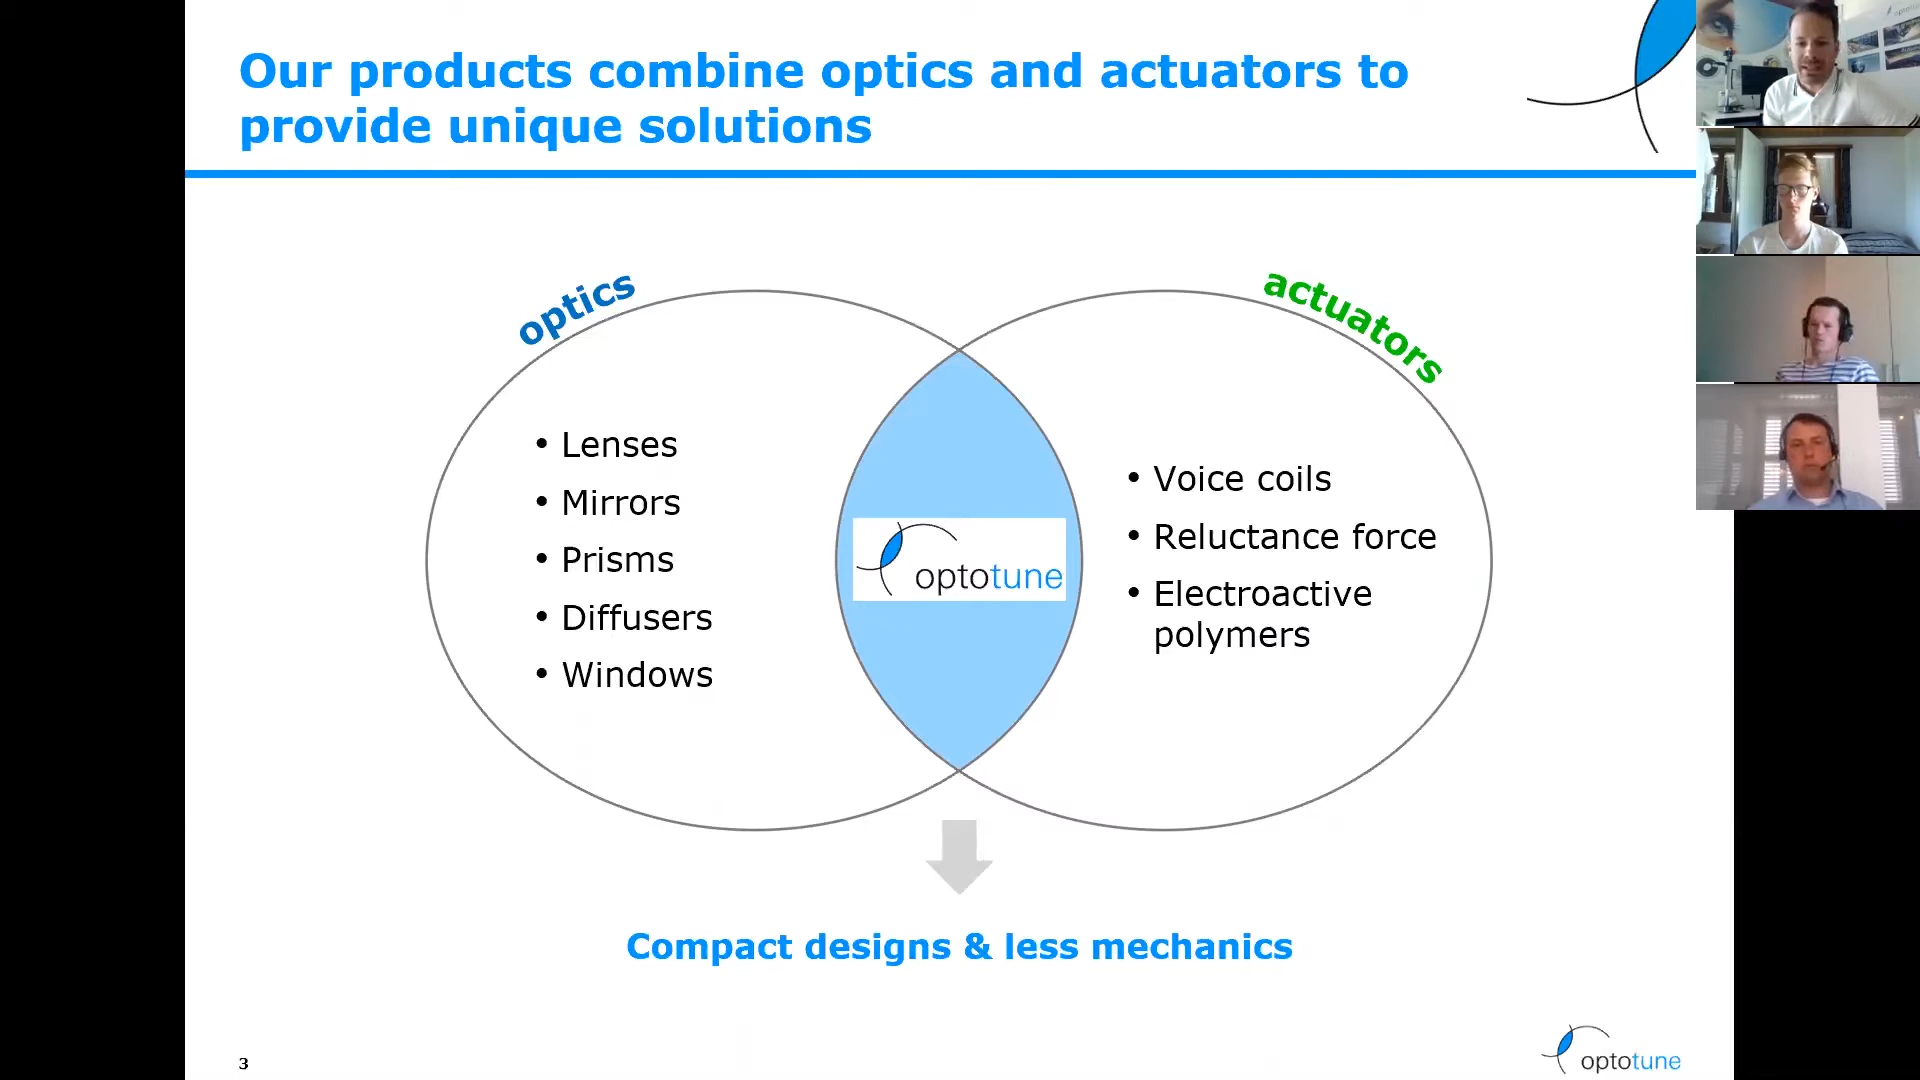 Our products combine optics and actuators to
provide unique solutions
optics
actuators
• Lenses
• Mirrors
• Prisms
• Diffusers
• Windows
optotune
• Voice coils
• Reluctance force
• Electroactive
polymers
Compact designs & less mechanics
3
optotune